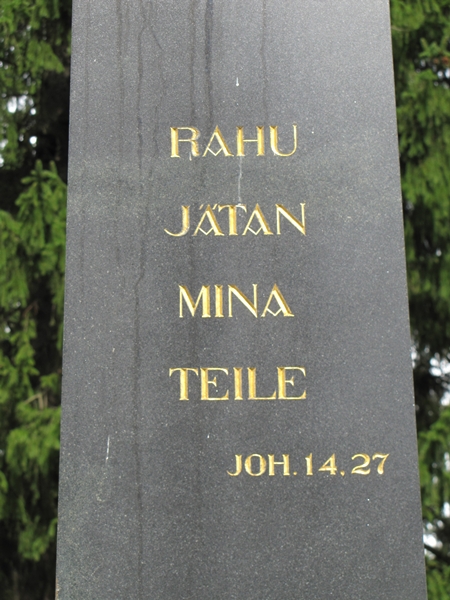 RAHU
JÄTAN
MINA
TEILE
JOH. 14, 27